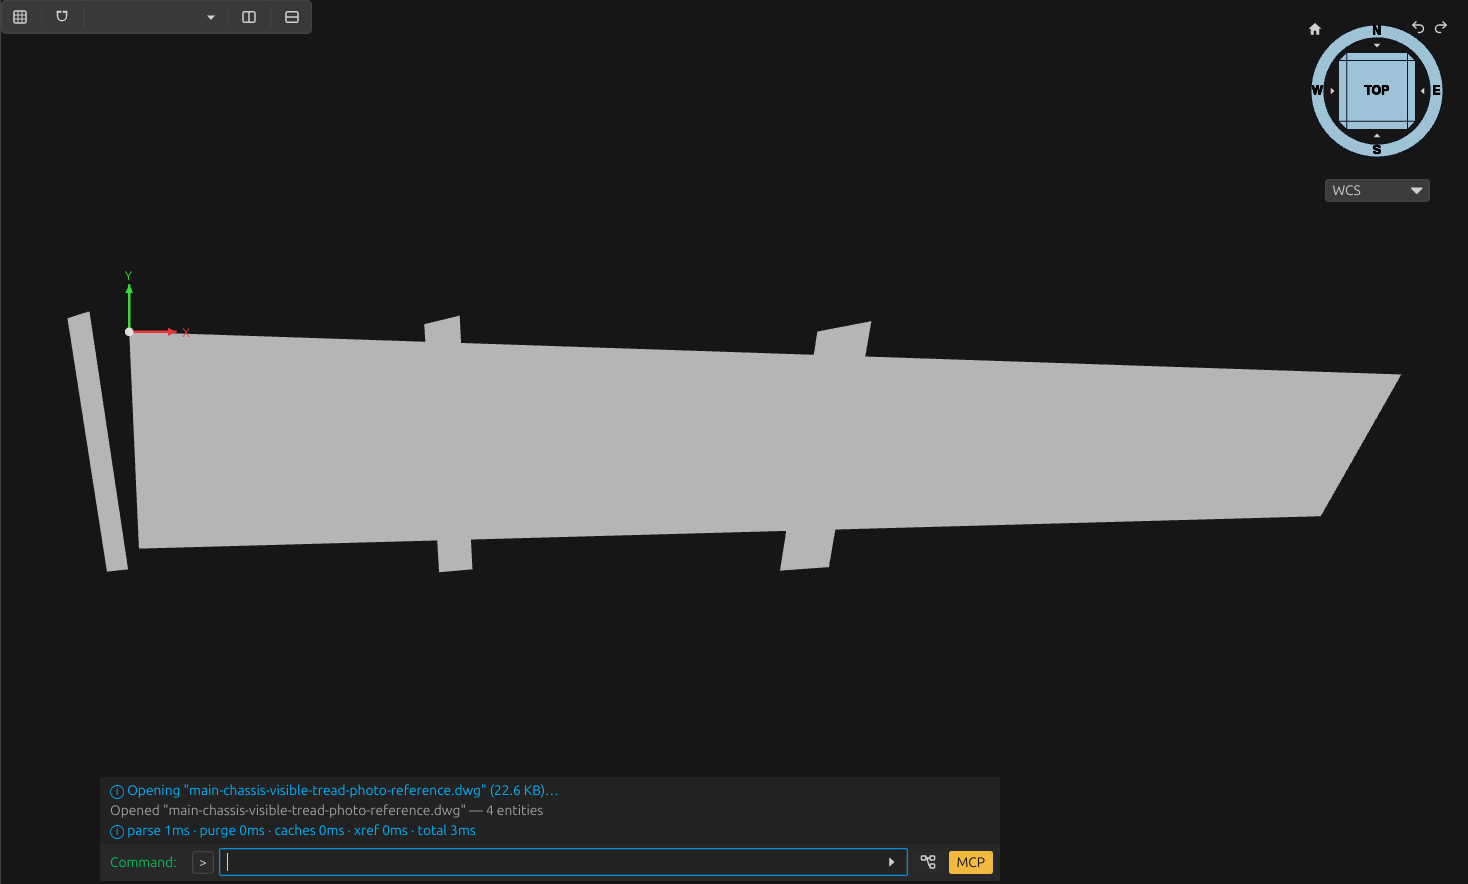 N
W
TOP
E
S
WCS
Y
X
Opening "main-chassis-visible-tread-photo-reference.dwg" (22.6 KB)…
Opened "main-chassis-visible-tread-photo-reference.dwg" — 4 entities
parse 1ms · purge 0ms · caches 0ms · xref 0ms · total 3ms
Command: > MCP